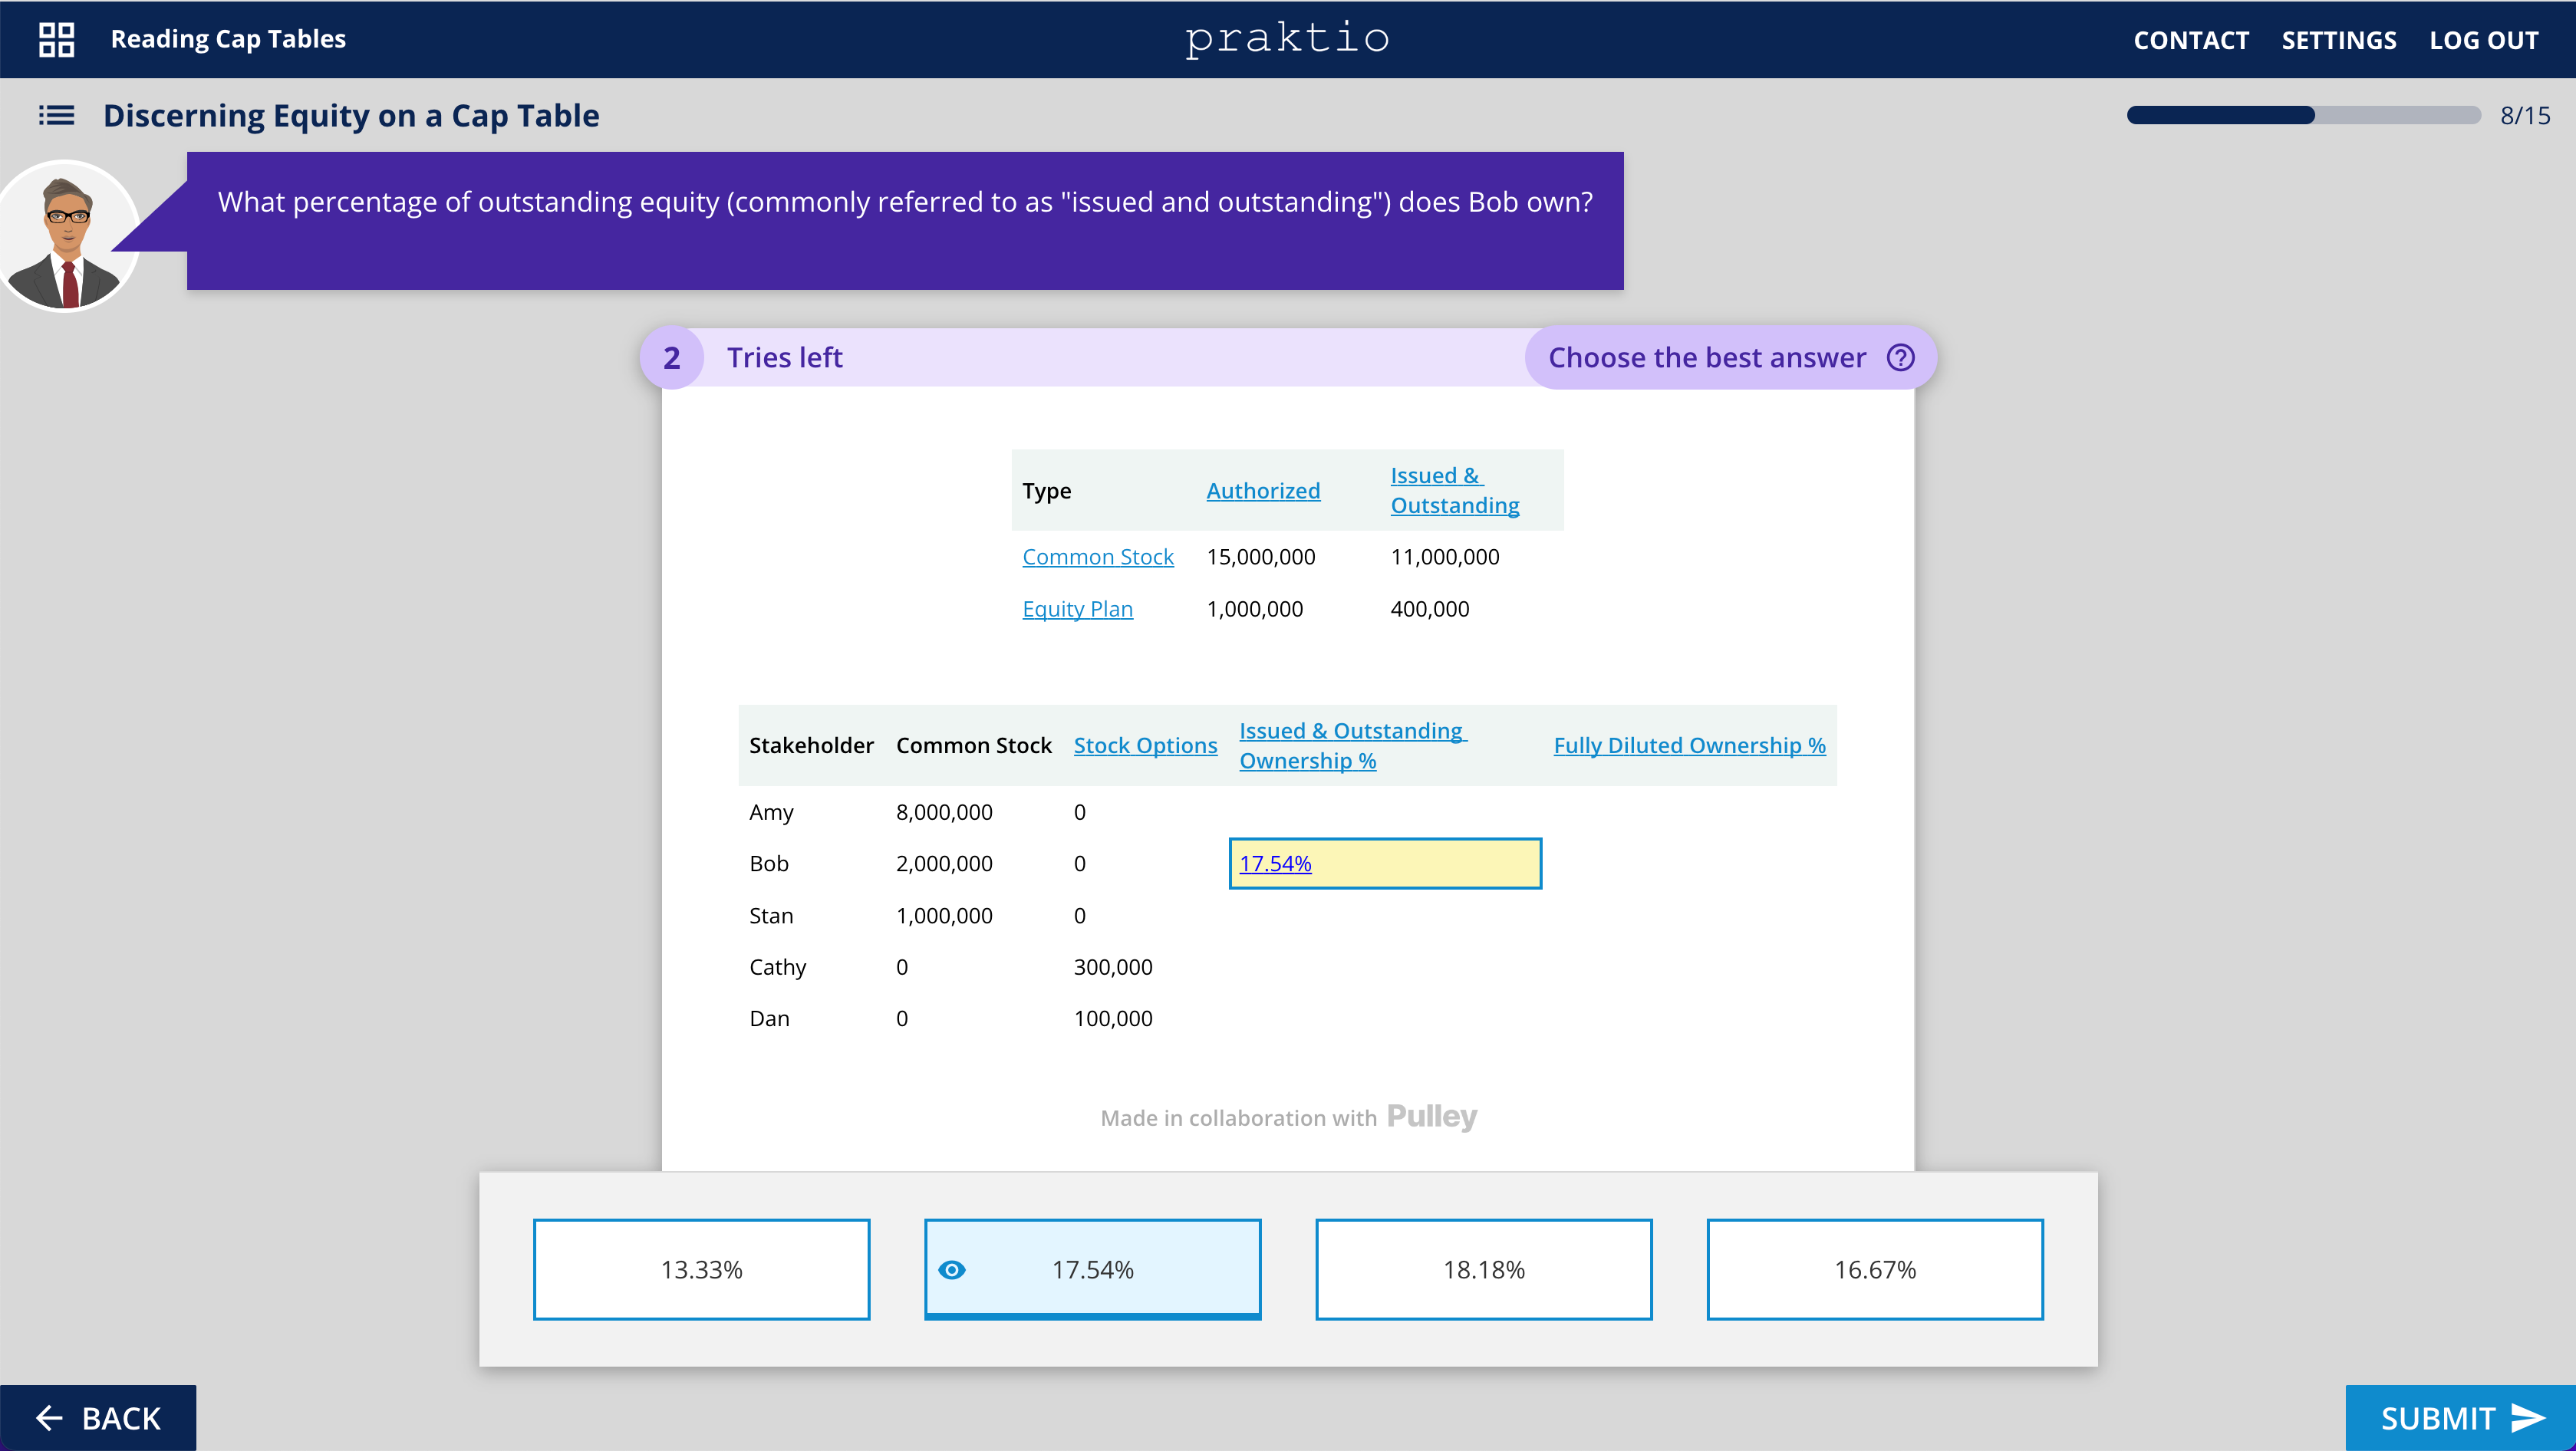 Reading Cap Tables
praktio
CONTACT SETTINGS LOG OUT
Discerning Equity on a Cap Table
8/15
What percentage of outstanding equity (commonly referred to as "issued and outstanding") does Bob own?
2 Tries left
Choose the best answer ?
Type Authorized Issued & Outstanding
Common Stock 15,000,000 11,000,000
Equity Plan 1,000,000 400,000
Stakeholder Common Stock Stock Options Issued & Outstanding Ownership % Fully Diluted Ownership %
Amy 8,000,000 0
Bob 2,000,000 0 17.54%
Stan 1,000,000 0
Cathy 0 300,000
Dan 0 100,000
Made in collaboration with Pulley
13.33% 17.54% 18.18% 16.67%
BACK
SUBMIT